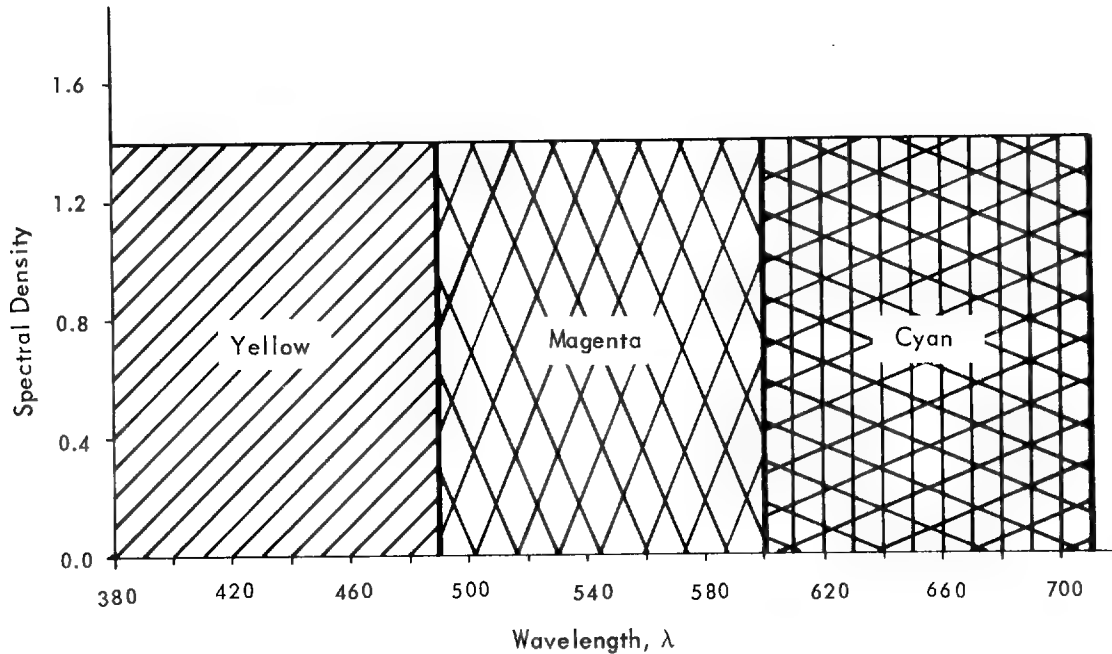 1.6
1.2
0.8
0.4
0.0
Spectral Density
Yellow
Magenta
Cyan
380 420 460 500 540 580 620 660 700
Wavelength, λ